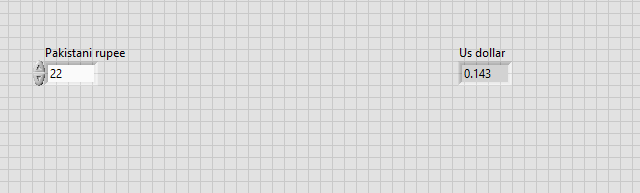 Pakistani rupee
22
Us dollar
0.143